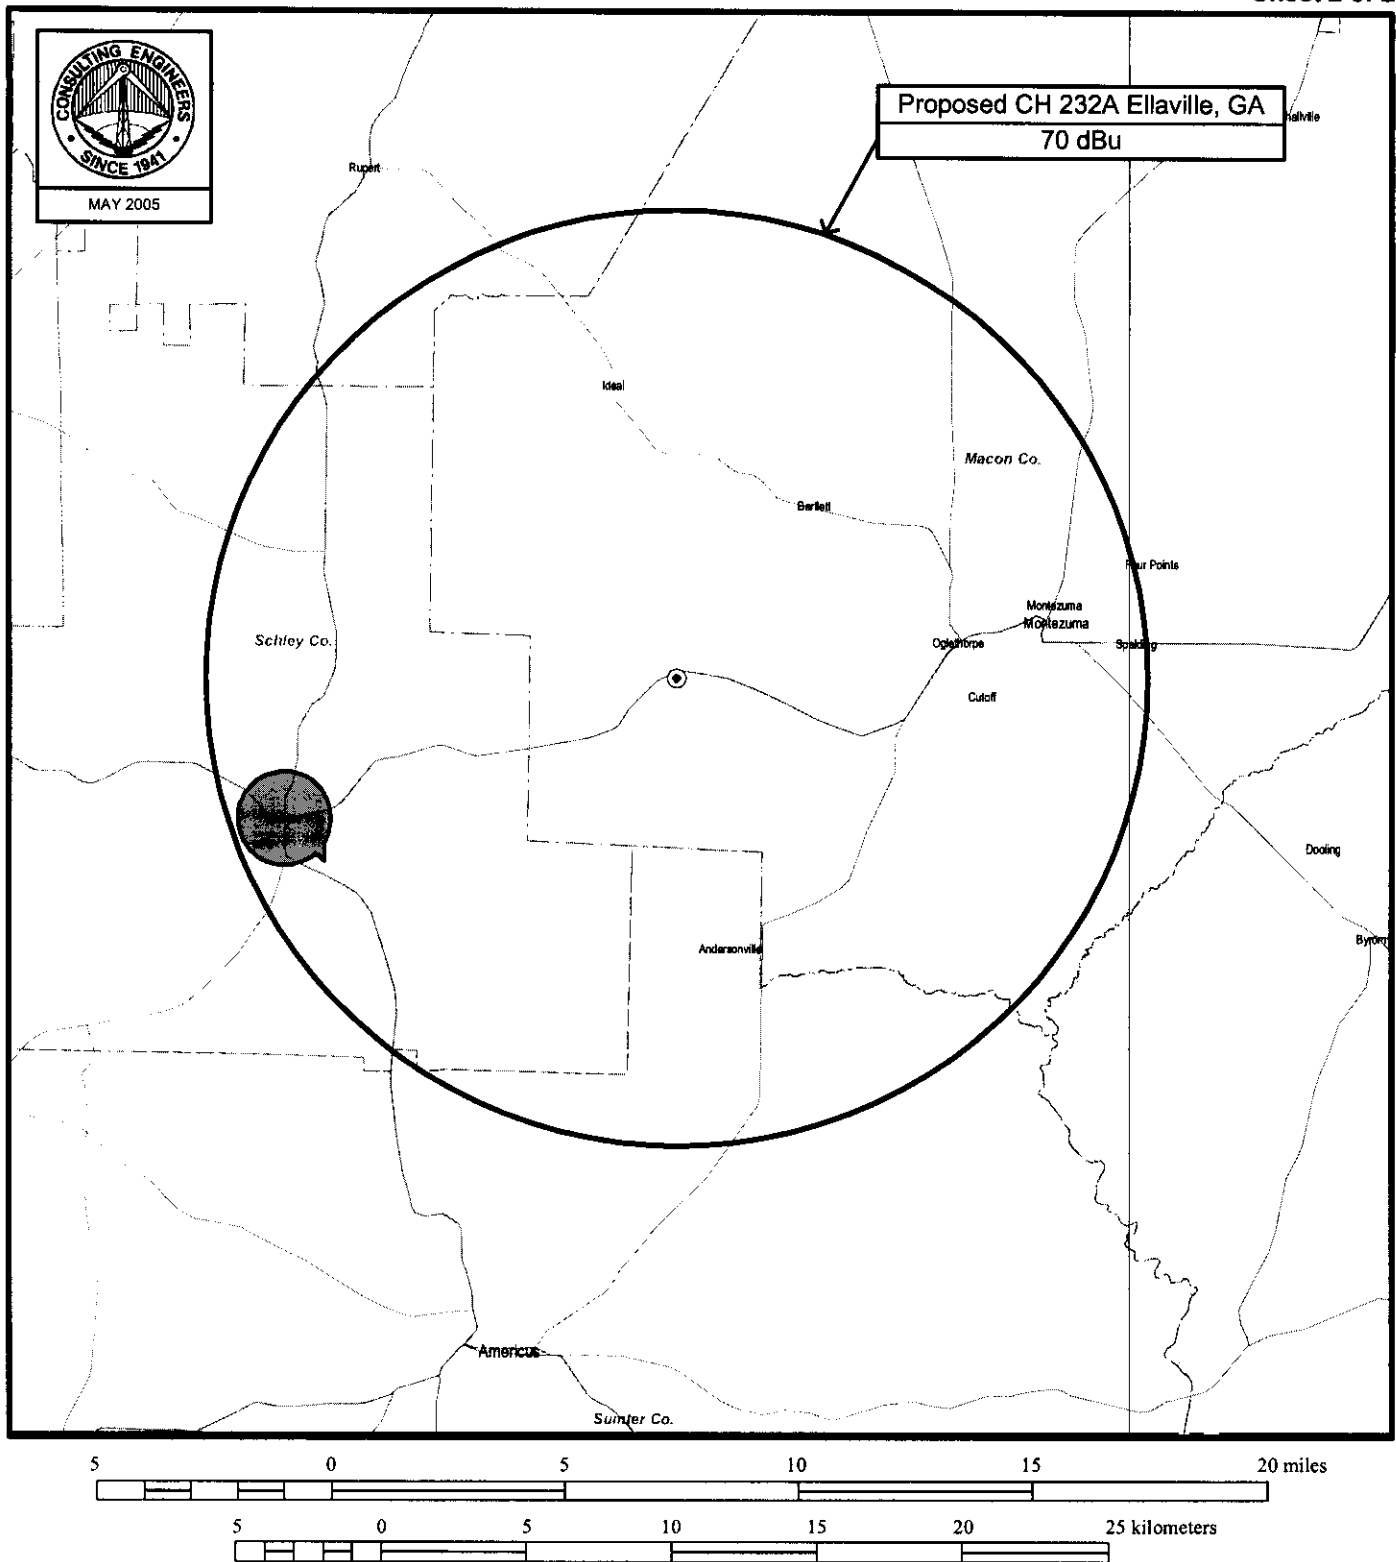 CONSULTING ENGINEERS
SINCE 1941
MAY 2005
Proposed CH 232A Ellaville, GA
70 dBu
Rupert
Ideal
Macon Co.
Bartlett
Four Points
Montezuma
Montezuma
Schley Co.
Oglethorpe
Spalding
Cutoff
Dooling
Andersonville
Byrom
Americus
Sumter Co.
5 0 5 10 15 20 miles
5 0 5 10 15 20 25 kilometers